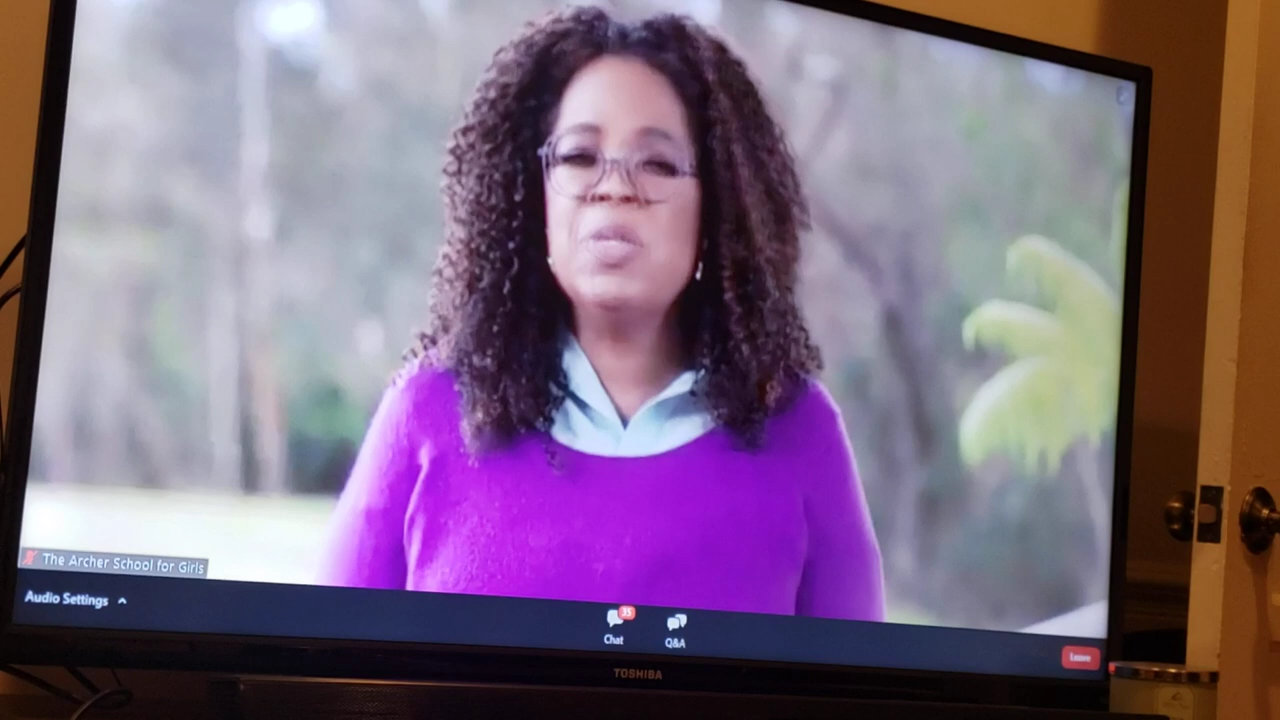 The Archer School for Girls
Audio Settings
35
Chat
Q&A
Leave
TOSHIBA